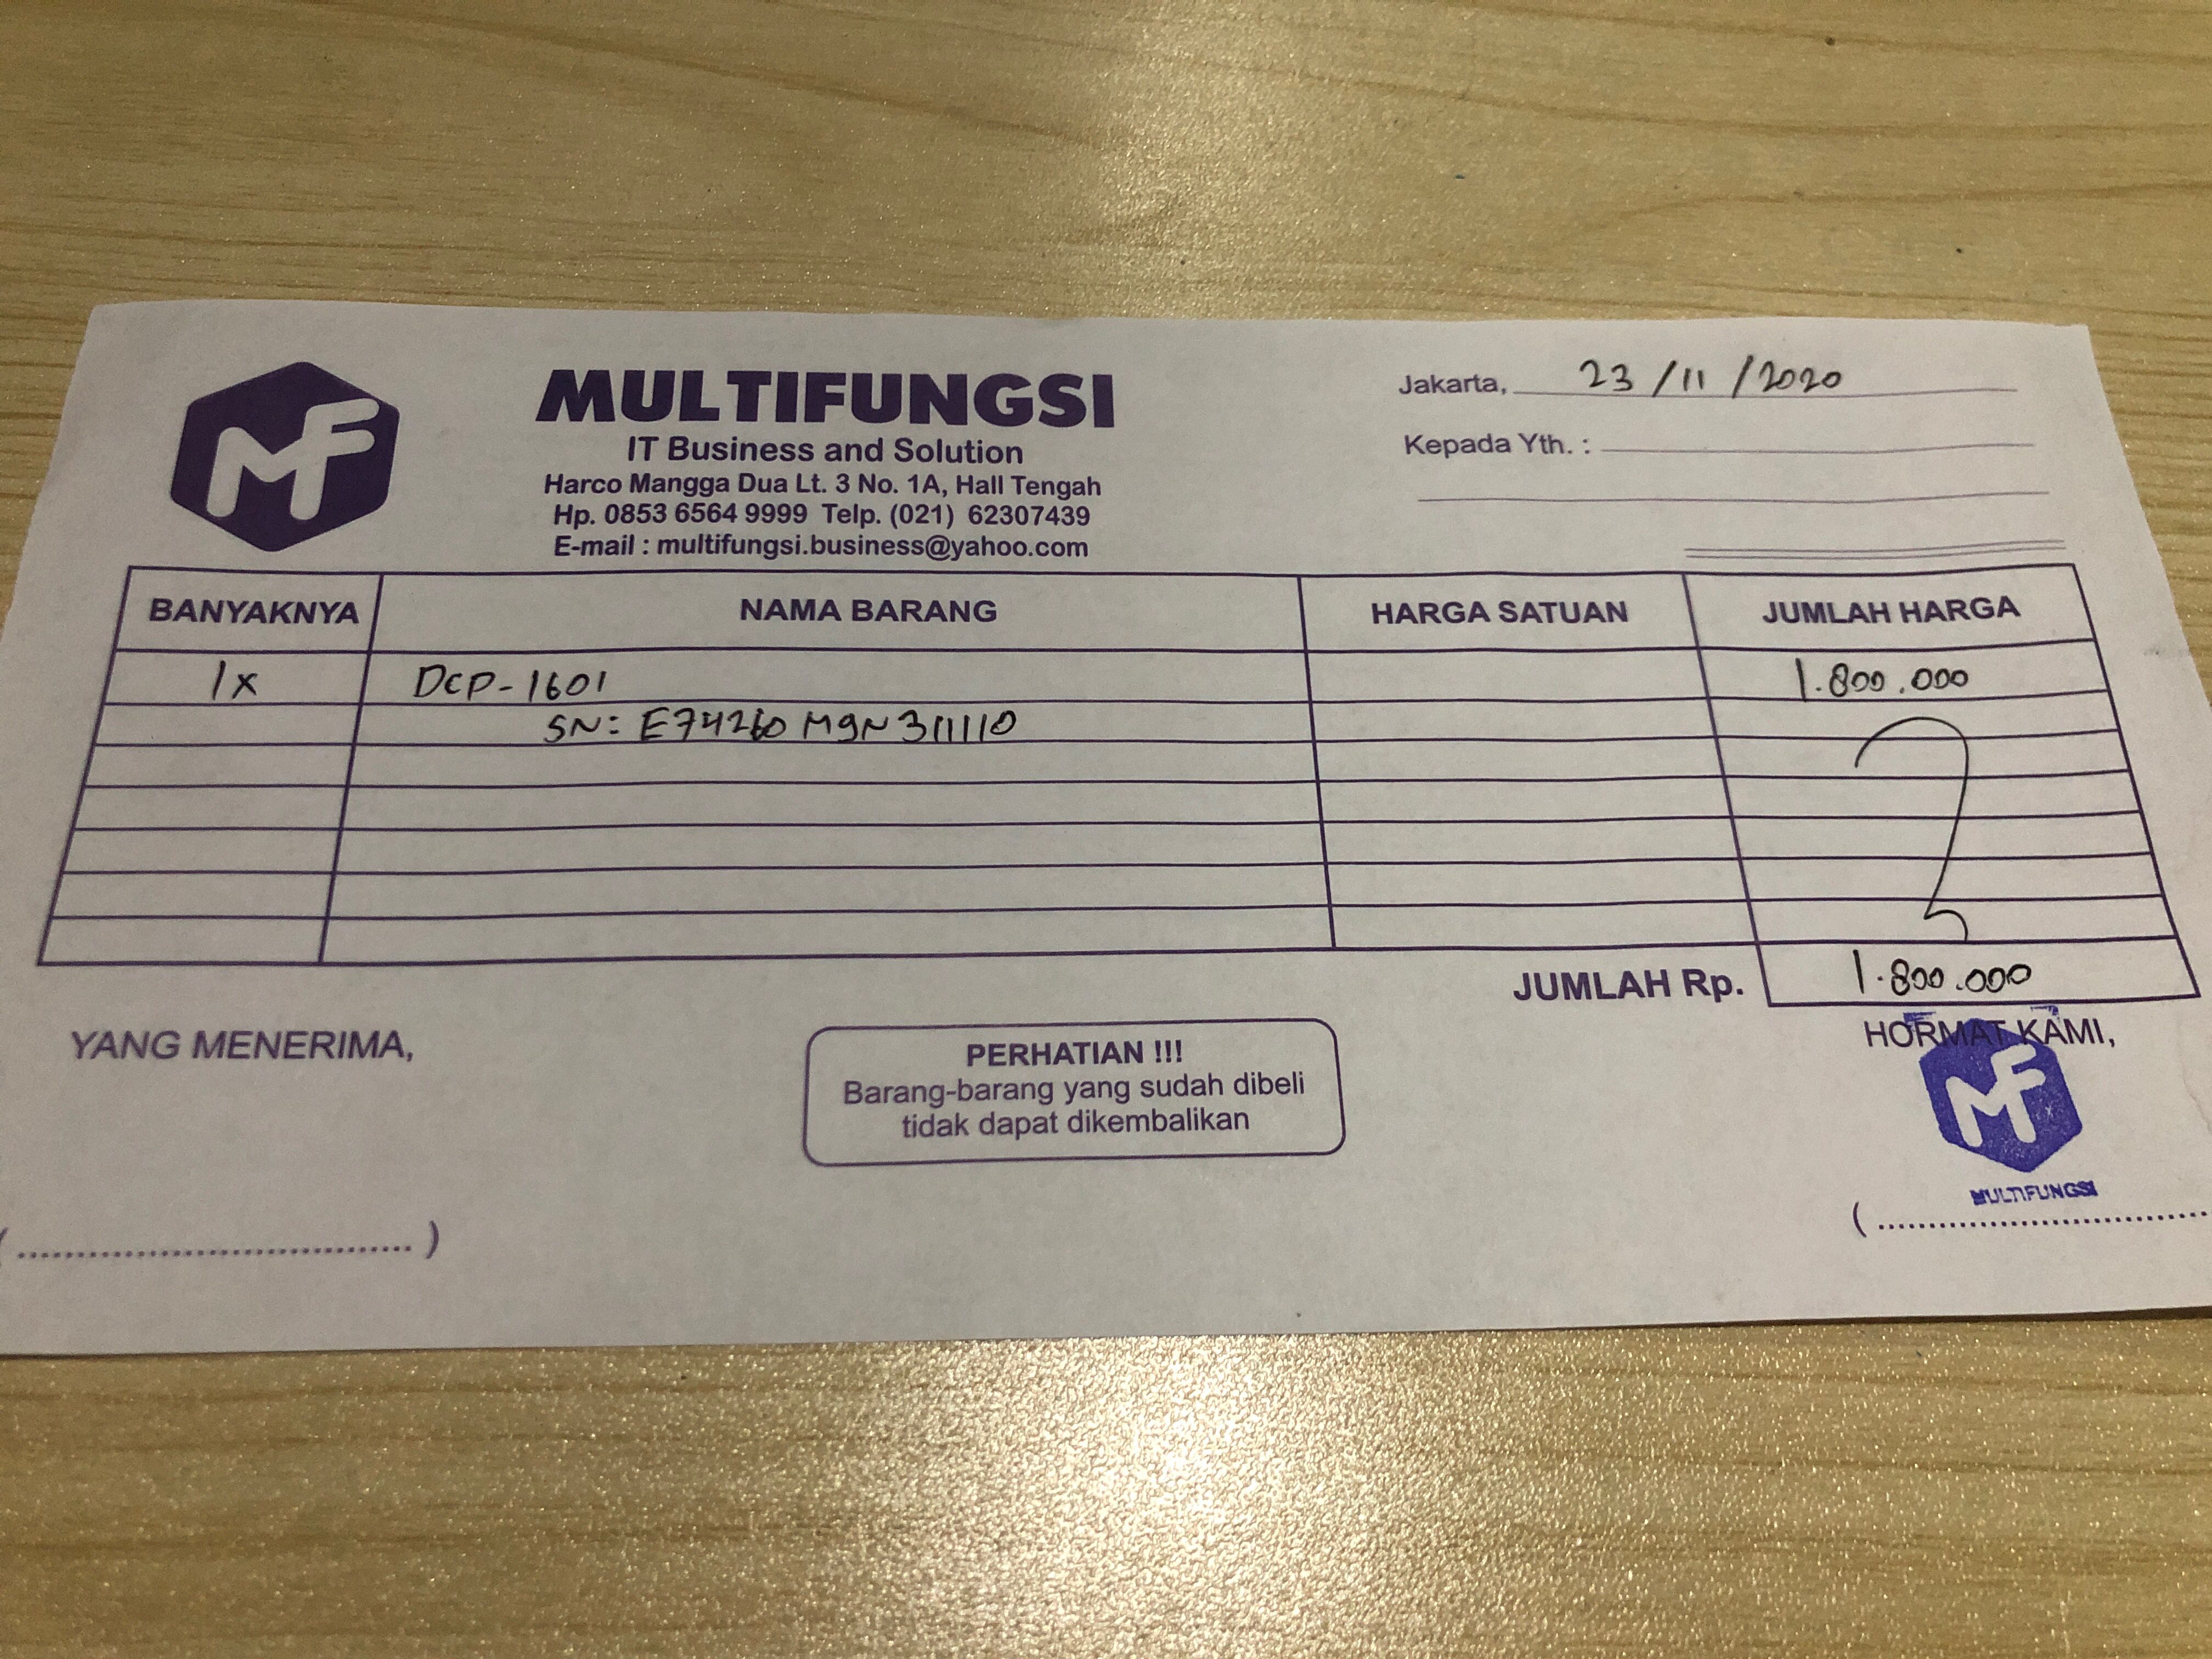 MF
MULTIFUNGSI
IT Business and Solution
Harco Mangga Dua Lt. 3 No. 1A, Hall Tengah
Hp. 0853 6564 9999 Telp. (021) 62307439
E-mail : multifungsi.business@yahoo.com
Jakarta, 23/11/2020
Kepada Yth. :
BANYAKNYA NAMA BARANG HARGA SATUAN JUMLAH HARGA
1x DCP-1601 1.800.000
SN: E74260M9N311110
JUMLAH Rp. 1.800.000
YANG MENERIMA,
PERHATIAN !!!
Barang-barang yang sudah dibeli
tidak dapat dikembalikan
HORMAT KAMI,
MF
MULTIFUNGSI
(.................................)
(.................................